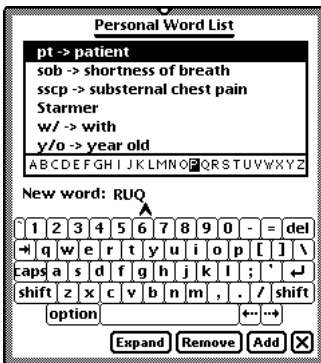 Personal Word List
pt -> patient
sob -> shortness of breath
sscp -> substernal chest pain
Starmer
w/ -> with
y/o -> year old
ABCDEFGHIJKLMNOPQRSTUVWXYZ
New word: RUQ
` 1 2 3 4 5 6 7 8 9 0 - = del
q w e r t y u i o p [ ] \
caps a s d f g h j k l ; '
shift z x c v b n m , . / shift
option
Expand Remove Add